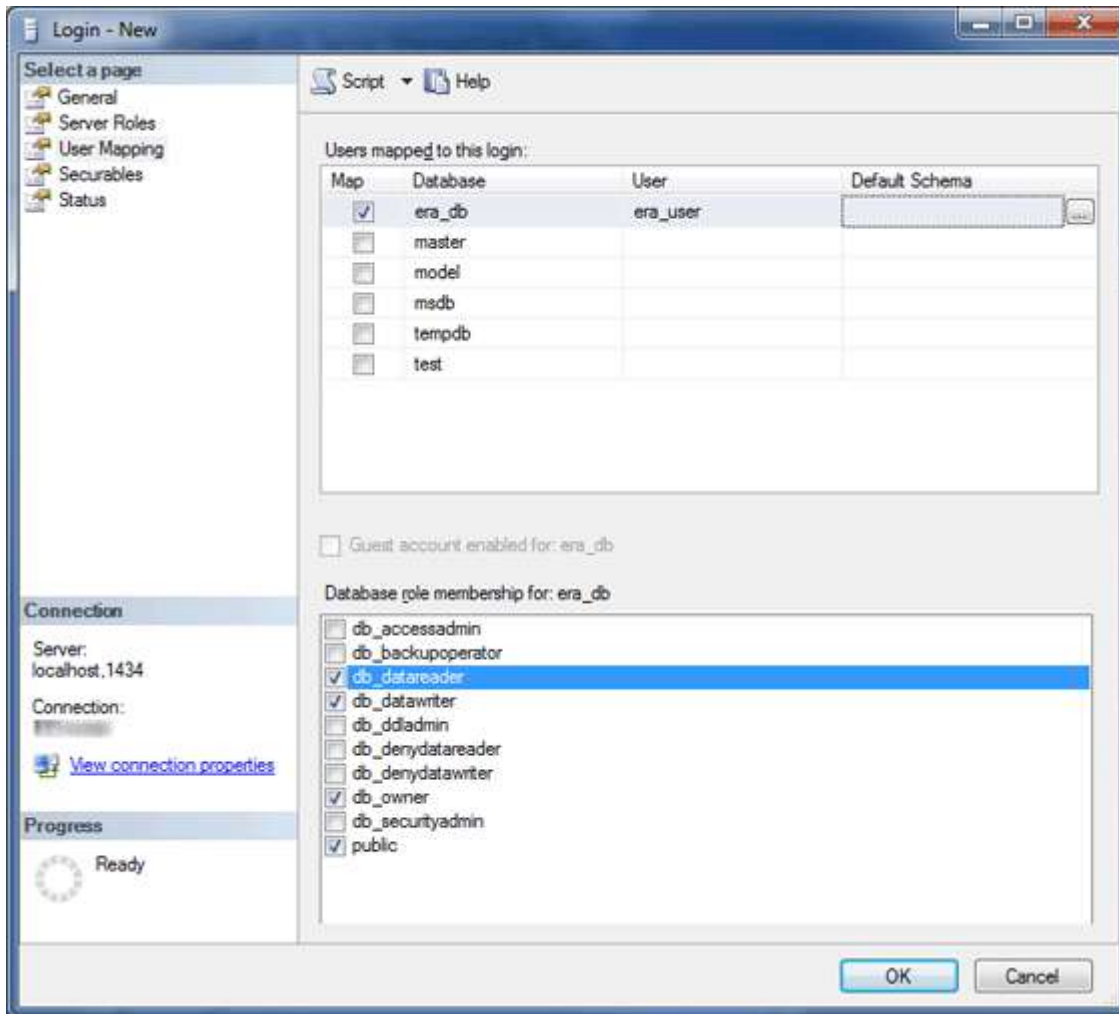 Login - New
Select a page
General
Server Roles
User Mapping
Securables
Status
Script Help
Users mapped to this login:
Map Database User Default Schema
era_db era_user ...
master
model
msdb
tempdb
test
Guest account enabled for: era_db
Database role membership for: era_db
db_accessadmin
db_backupoperator
db_datareader
db_datawriter
db_ddladmin
db_denydatareader
db_denydatawriter
db_owner
db_securityadmin
public
Connection
Server:
localhost,1434
Connection:
View connection properties
Progress
Ready
OK Cancel